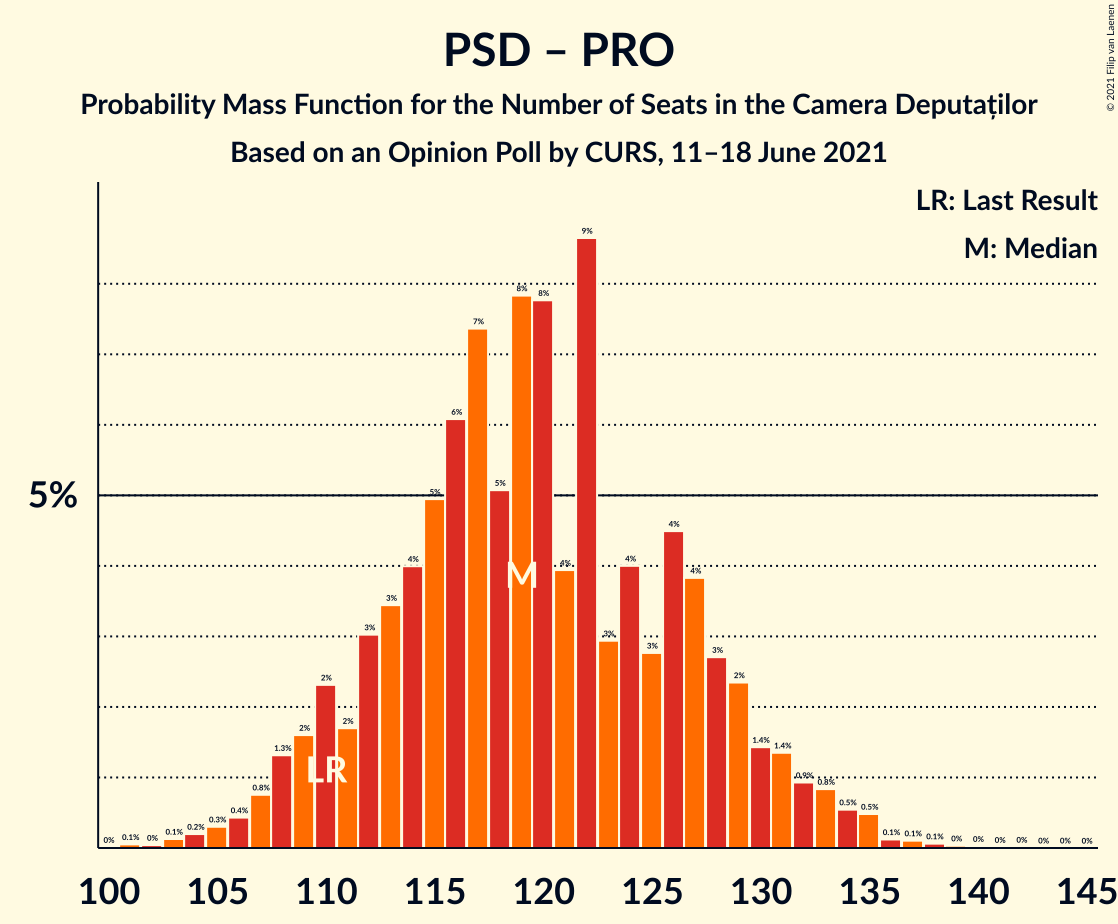 PSD – PRO
Probability Mass Function for the Number of Seats in the Camera Deputaților
Based on an Opinion Poll by CURS, 11–18 June 2021
© 2021 Filip van Laenen
LR: Last Result
M: Median
5%
0% 0.1% 0% 0.1% 0.2% 0.3% 0.4% 0.8% 1.3% 2% 2% 2% 3% 3% 4% 5% 6% 7% 5% 8% 8% 4% 9% 3% 4% 3% 4% 4% 3% 2% 1.4% 1.4% 0.9% 0.8% 0.5% 0.5% 0.1% 0.1% 0.1% 0% 0% 0% 0% 0% 0% 0%
M
LR
100 105 110 115 120 125 130 135 140 145